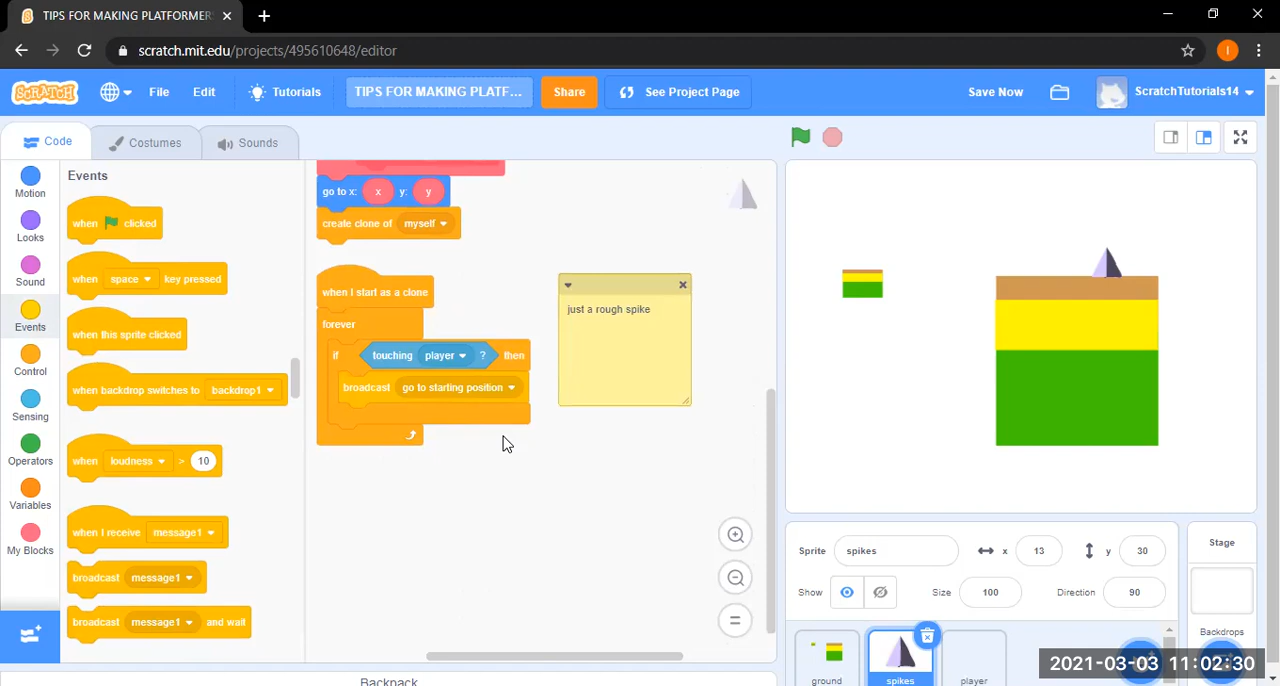 TIPS FOR MAKING PLATFORMER
scratch.mit.edu/projects/495610648/editor
I
SCRATCH
File
Edit
Tutorials
TIPS FOR MAKING PLATF...
Share
See Project Page
Save Now
ScratchTutorials14
Code
Costumes
Sounds
Motion
Looks
Sound
Events
Control
Sensing
Operators
Variables
My Blocks
Events
when clicked
when space key pressed
when this sprite clicked
when backdrop switches to backdrop1
when loudness > 10
when I receive message1
broadcast message1
broadcast message1 and wait
go to x: x y: y
create clone of myself
when I start as a clone
forever
if touching player ? then
broadcast go to starting position
just a rough spike
Backpack
Sprite spikes x 13 y 30
Show Size 100 Direction 90
ground
spikes
player
Stage
Backdrops
2021-03-03 11:02:30